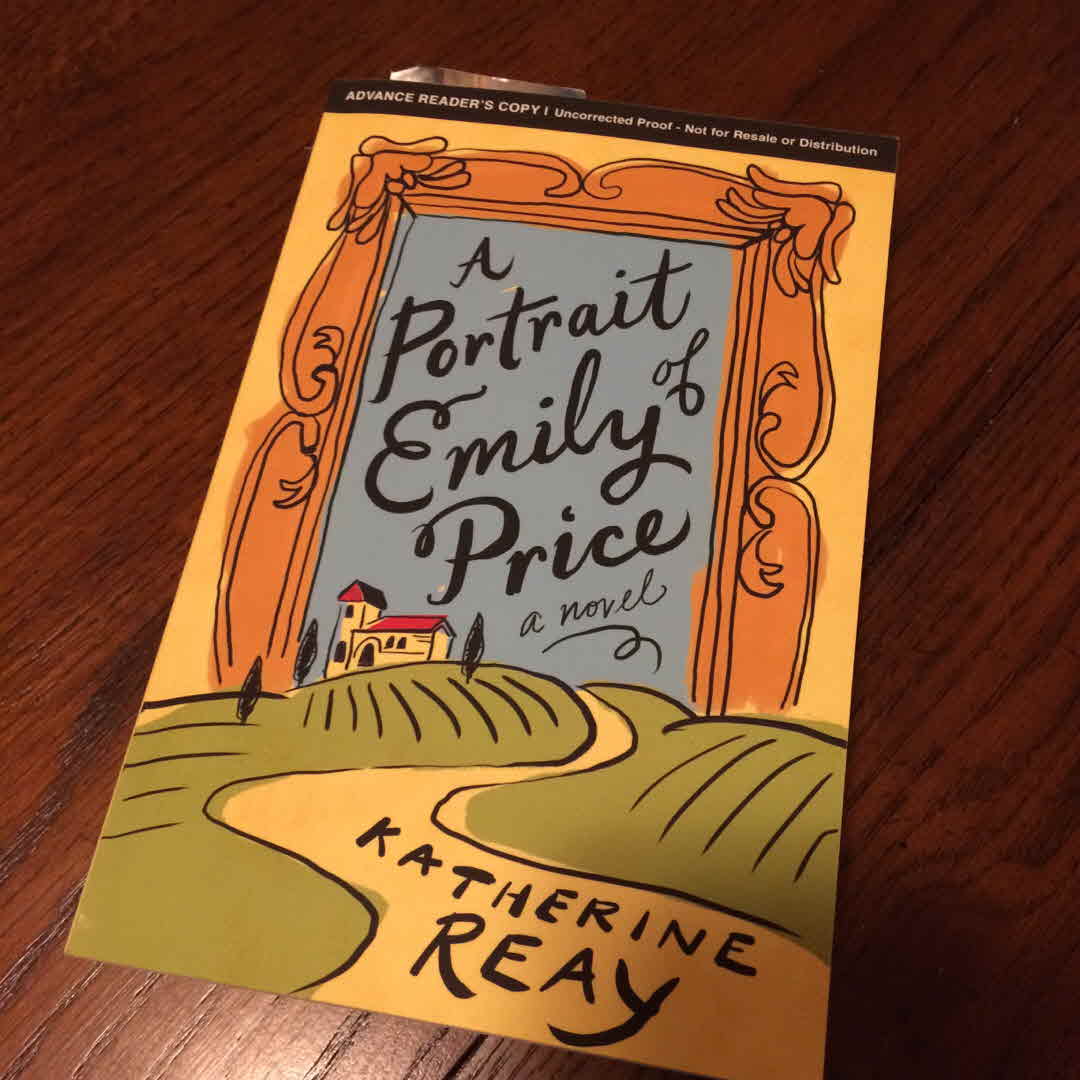 ADVANCE READER'S COPY | Uncorrected Proof - Not for Resale or Distribution
A
Portrait
of
Emily
Price
a novel
KATHERINE
REAY